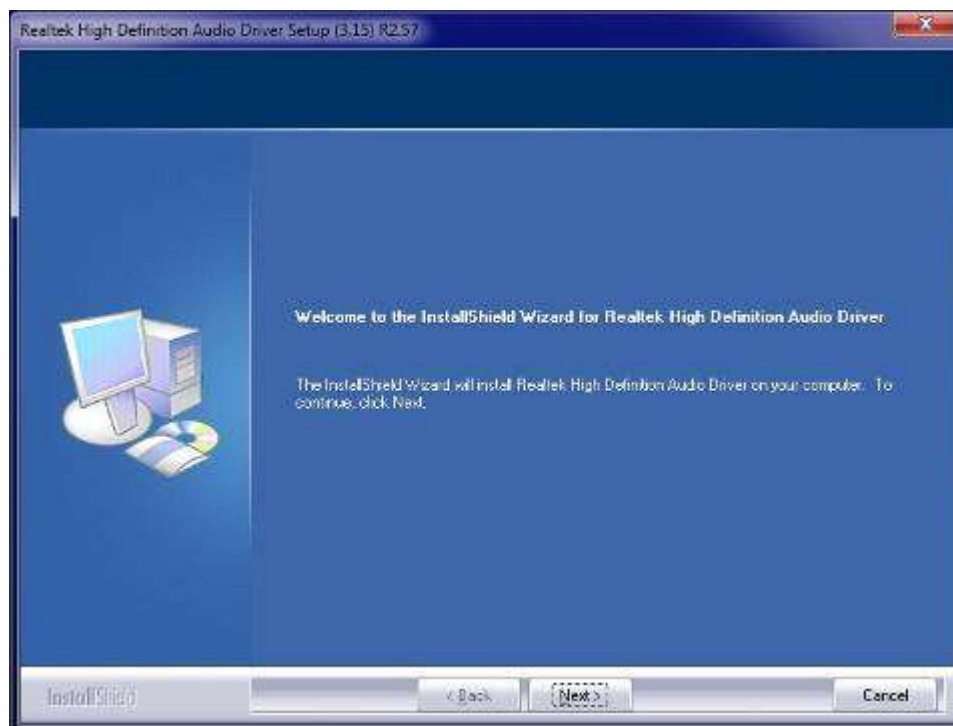 Realtek High Definition Audio Driver Setup (3.15) R2.57
Welcome to the InstallShield Wizard for Realtek High Definition Audio Driver
The InstallShield Wizard will install Realtek High Definition Audio Driver on your computer. To
continue, click Next.
InstallShield
< Back
Next >
Cancel